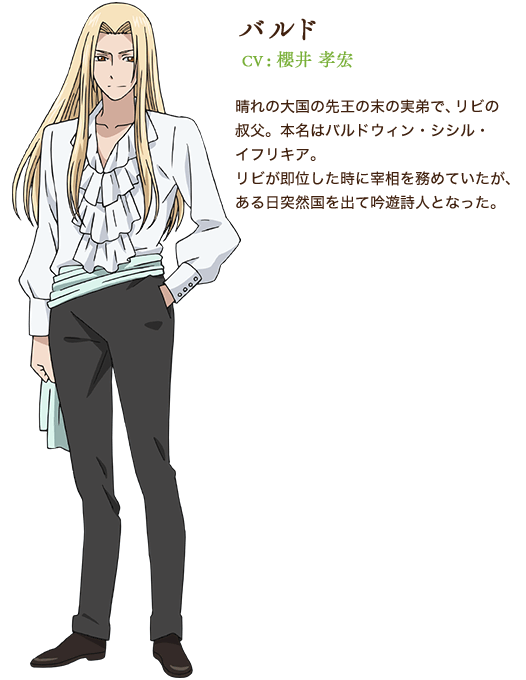 バルド
CV : 櫻井 孝宏
晴れの大国の先王の末の実弟で、リビの
叔父。本名はバルドウィン・シシル・
イフリキア。
リビが即位した時に宰相を務めていたが、
ある日突然国を出て吟遊詩人となった。